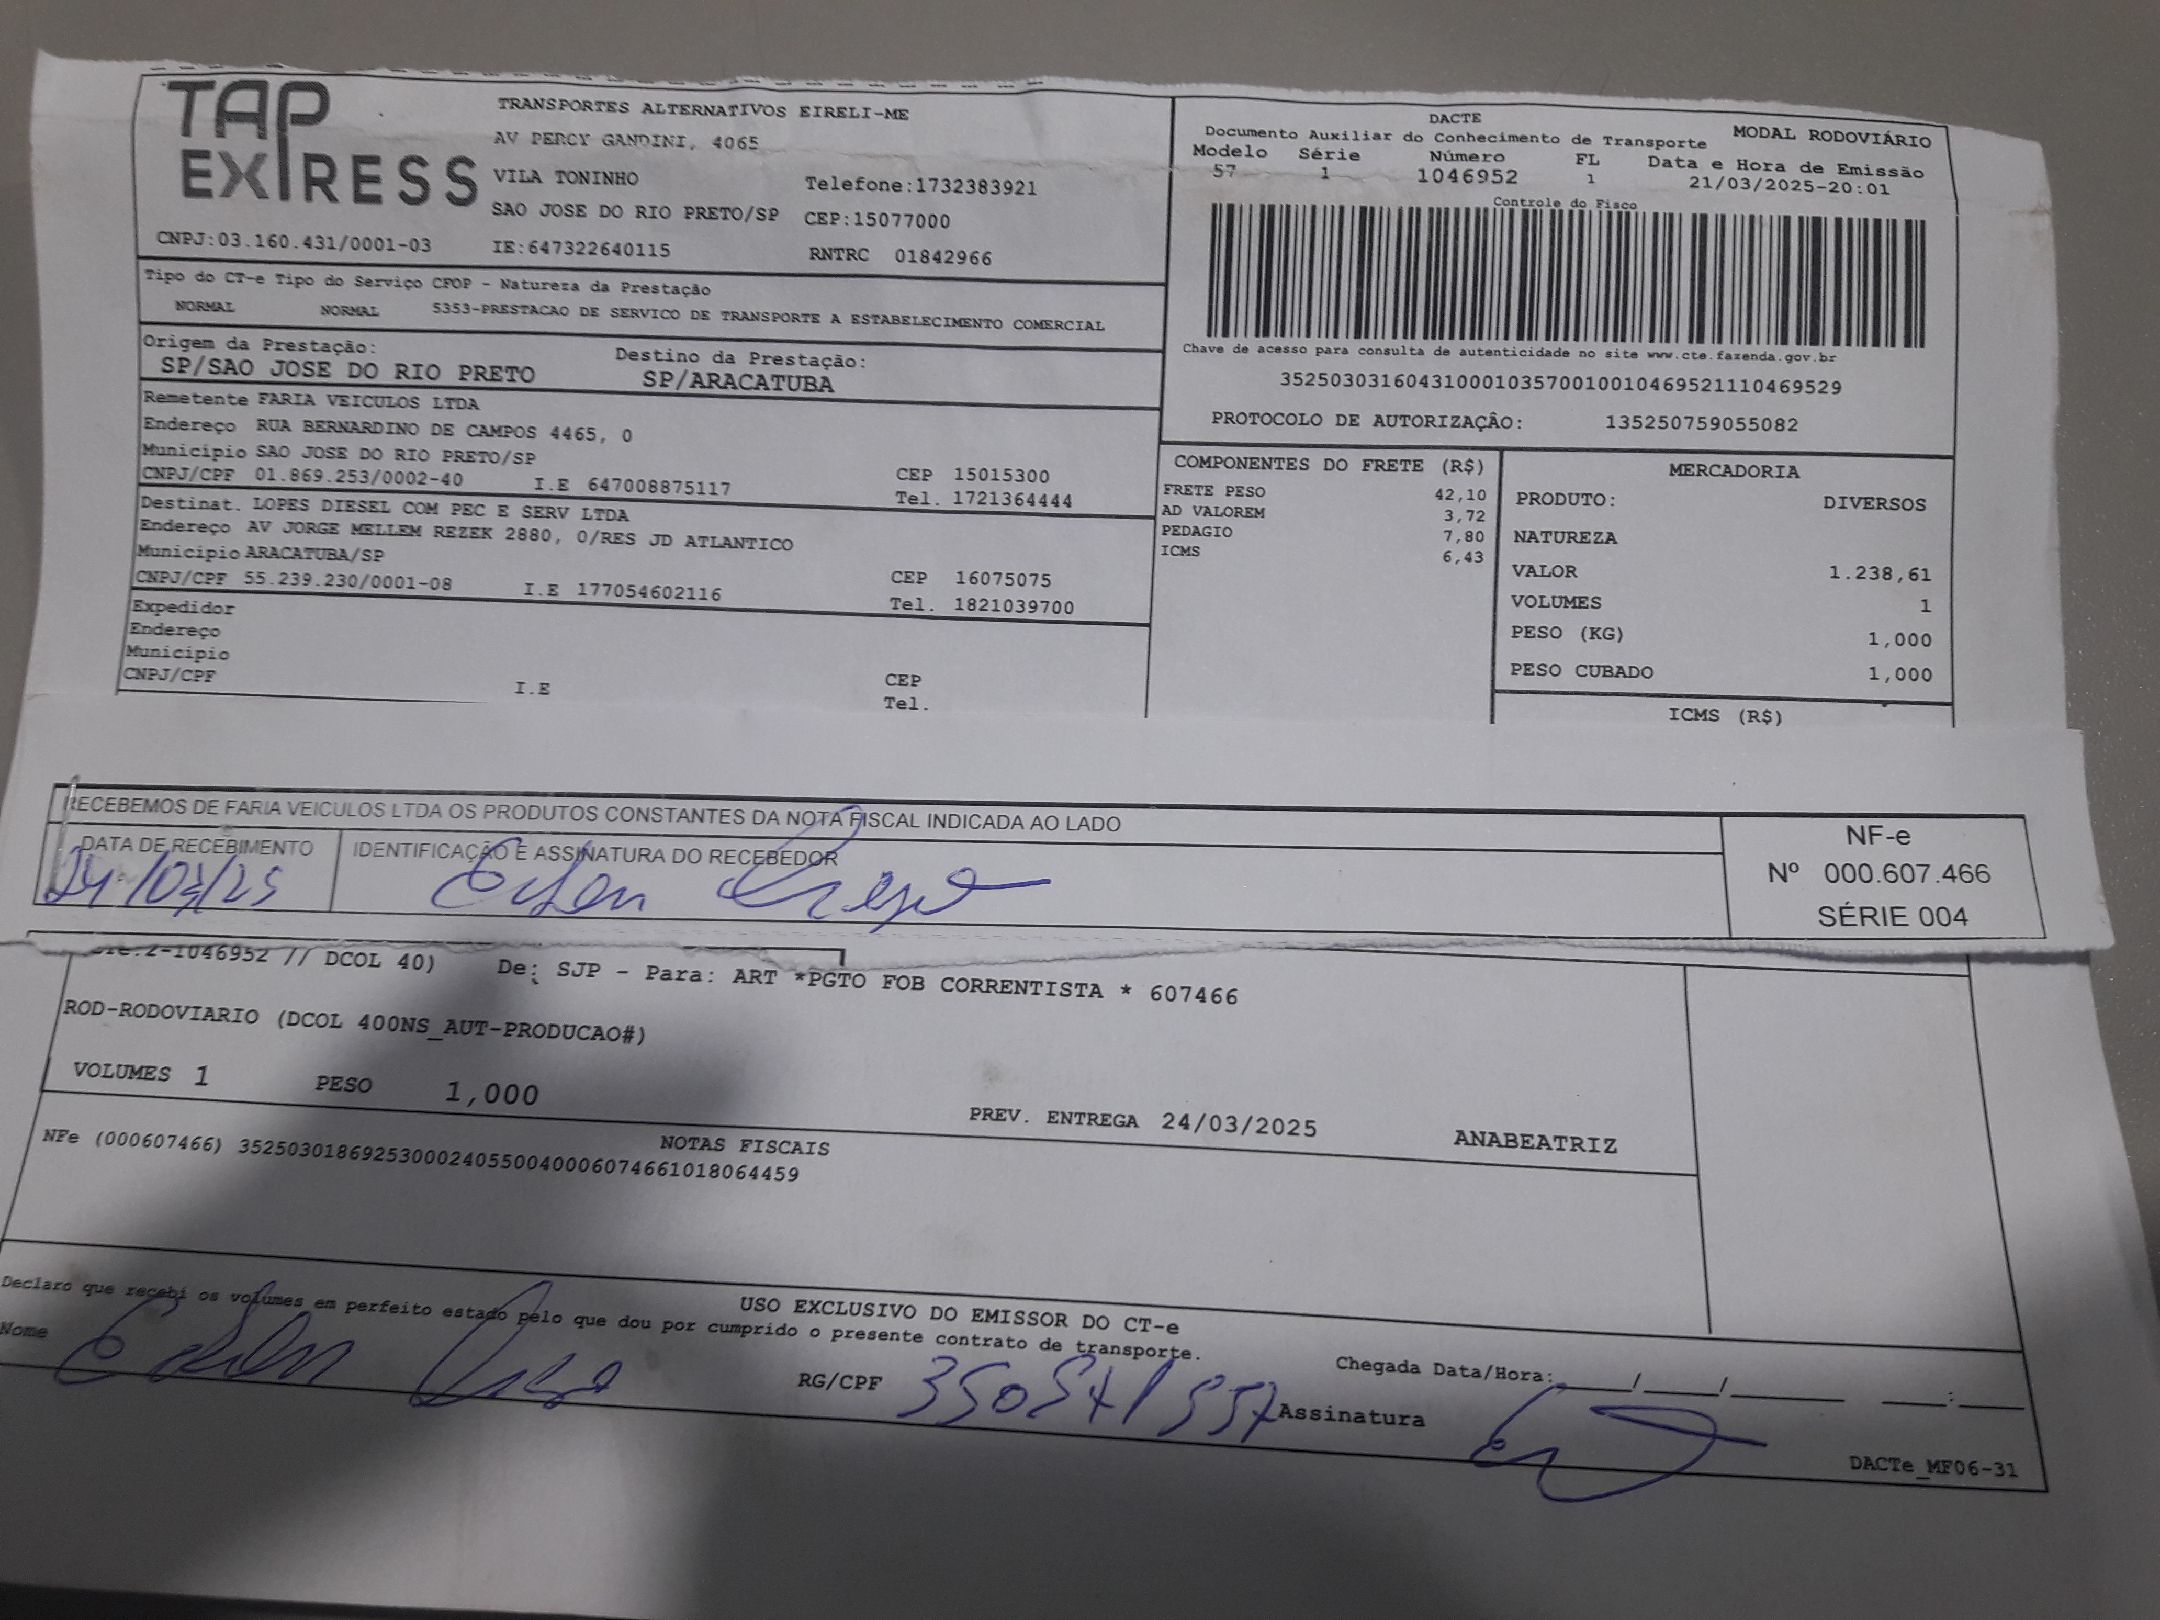 TAP EXPRESS
TRANSPORTES ALTERNATIVOS EIRELI-ME
AV PERCY GANDINI, 4065
VILA TONINHO Telefone:1732383921
SAO JOSE DO RIO PRETO/SP CEP:15077000
CNPJ:03.160.431/0001-03 IE:647322640115 RNTRC 01842966
Tipo do CT-e Tipo do Serviço CFOP - Natureza da Prestação
NORMAL NORMAL 5353-PRESTACAO DE SERVICO DE TRANSPORTE A ESTABELECIMENTO COMERCIAL
Origem da Prestação: Destino da Prestação:
SP/SAO JOSE DO RIO PRETO SP/ARACATUBA
Remetente FARIA VEICULOS LTDA
Endereço RUA BERNARDINO DE CAMPOS 4465, 0
Municipio SAO JOSE DO RIO PRETO/SP CEP 15015300
CNPJ/CPF 01.869.253/0002-40 I.E 647008875117 Tel. 1721364444
Destinat. LOPES DIESEL COM PEC E SERV LTDA
Endereço AV JORGE MELLEM REZEK 2880, 0/RES JD ATLANTICO
Municipio ARACATUBA/SP CEP 16075075
CNPJ/CPF 55.239.230/0001-08 I.E 177054602116 Tel. 1821039700
Expedidor
Endereço
Municipio CEP
CNPJ/CPF I.E Tel.
DACTE
Documento Auxiliar do Conhecimento de Transporte MODAL RODOVIÁRIO
Modelo Série Número FL Data e Hora de Emissão
57 1 1046952 1 21/03/2025-20:01
Controle do Fisco
Chave de acesso para consulta de autenticidade no site www.cte.fazenda.gov.br
35250303160431000103570010010469521110469529
PROTOCOLO DE AUTORIZAÇÃO: 135250759055082
COMPONENTES DO FRETE (R$)
FRETE PESO 42,10
AD VALOREM 3,72
PEDAGIO 7,80
ICMS 6,43
MERCADORIA
PRODUTO: DIVERSOS
NATUREZA
VALOR 1.238,61
VOLUMES 1
PESO (KG) 1,000
PESO CUBADO 1,000
ICMS (R$)
RECEBEMOS DE FARIA VEICULOS LTDA OS PRODUTOS CONSTANTES DA NOTA FISCAL INDICADA AO LADO
DATA DE RECEBIMENTO IDENTIFICAÇÃO E ASSINATURA DO RECEBEDOR
24/03/25
NF-e
Nº 000.607.466
SÉRIE 004
2-1046952 // DCOL 40) De: SJP - Para: ART *PGTO FOB CORRENTISTA * 607466
ROD-RODOVIARIO (DCOL 400NS_AUT-PRODUCAO#)
VOLUMES 1 PESO 1,000 PREV. ENTREGA 24/03/2025 ANABEATRIZ
NOTAS FISCAIS
NFe (000607466) 35250301869253000240550040006074661018064459
USO EXCLUSIVO DO EMISSOR DO CT-e
Declaro que recebi os volumes em perfeito estado pelo que dou por cumprido o presente contrato de transporte.
Nome RG/CPF Assinatura Chegada Data/Hora: ____/____/______ ____:____
DACTe_MF06-31